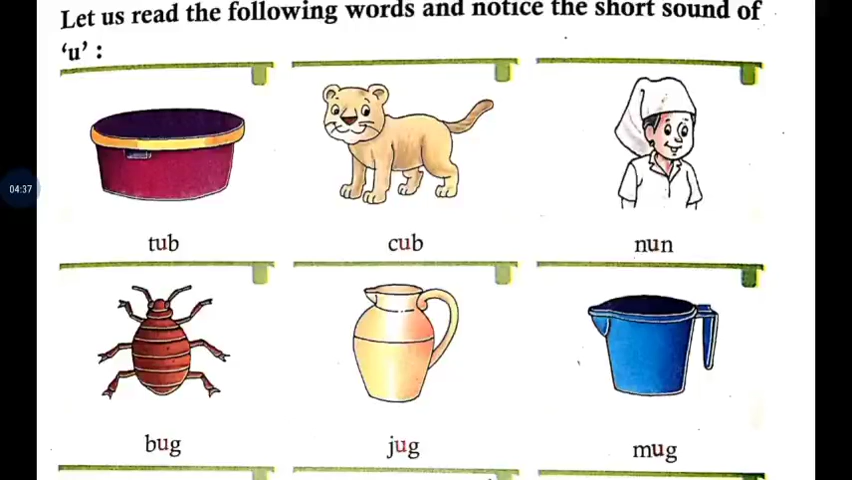 Let us read the following words and notice the short sound of
‘u’ :
04:37
tub cub nun
bug jug mug